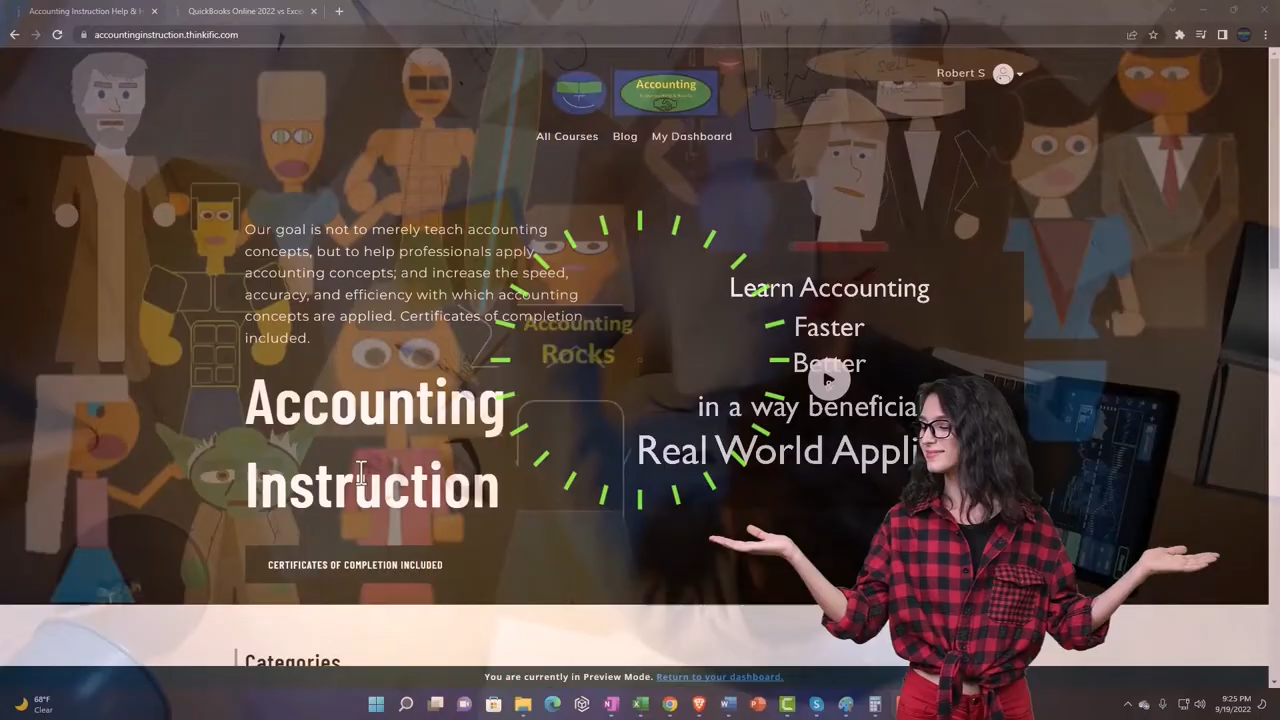 Accounting Instruction Help & H
QuickBooks Online 2022 vs Exce
accountinginstruction.thinkific.com
Robert S
Accounting
All Courses
Blog
My Dashboard
sell
Our goal is not to merely teach accounting
concepts, but to help professionals apply
accounting concepts; and increase the speed,
accuracy, and efficiency with which accounting
concepts are applied. Certificates of completion
included.
Accounting
Rocks
Learn Accounting
Faster
Better
&
in a way beneficia
Real World Appli
Accounting
Instruction
CERTIFICATES OF COMPLETION INCLUDED
Categories
You are currently in Preview Mode. Return to your dashboard.
68°F
Clear
9:25 PM
9/19/2022